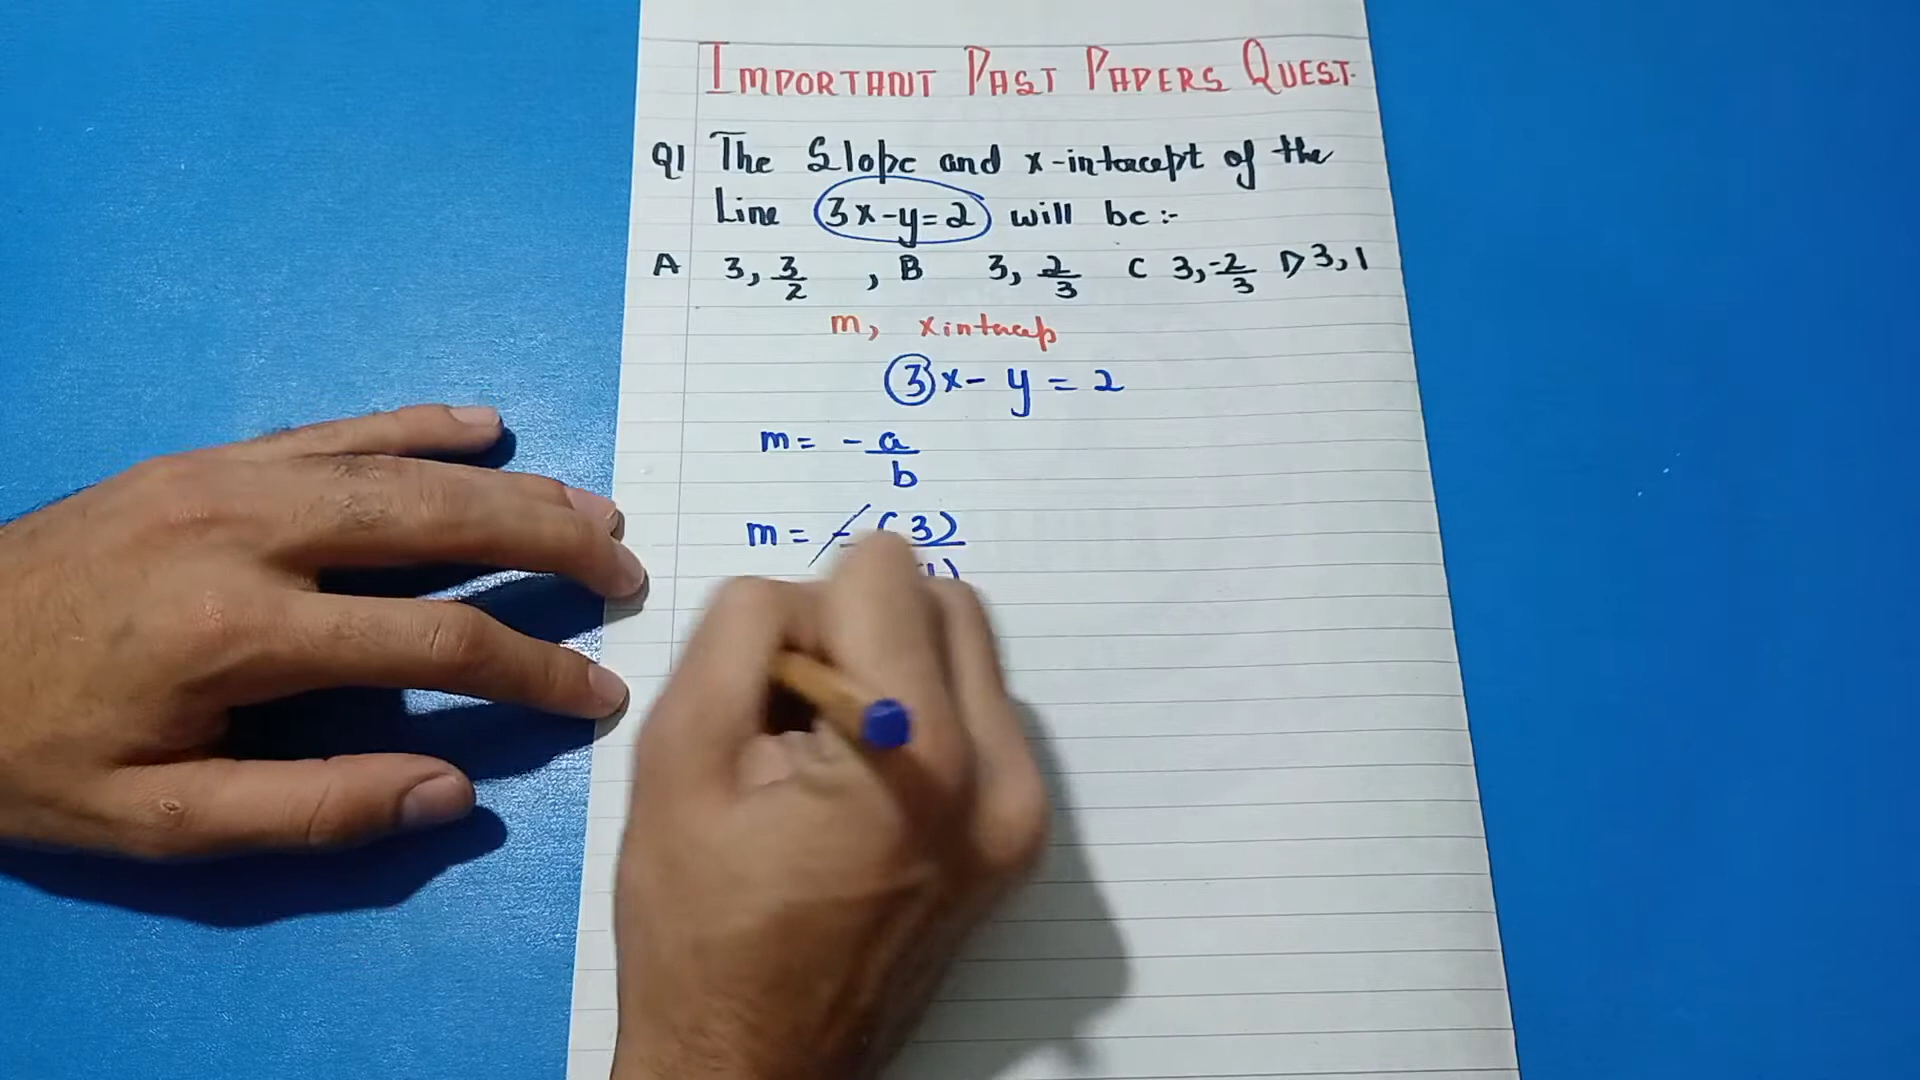 IMPORTANT PAST PAPERS QUEST.
Q1 The Slope and x-intercept of the
Line 3x-y=2 will be :-
A 3, 3/2 , B 3, 2/3 C 3, -2/3 D 3, 1
m, x intercep
3x - y = 2
m = - a/b
m = - (3)
1)